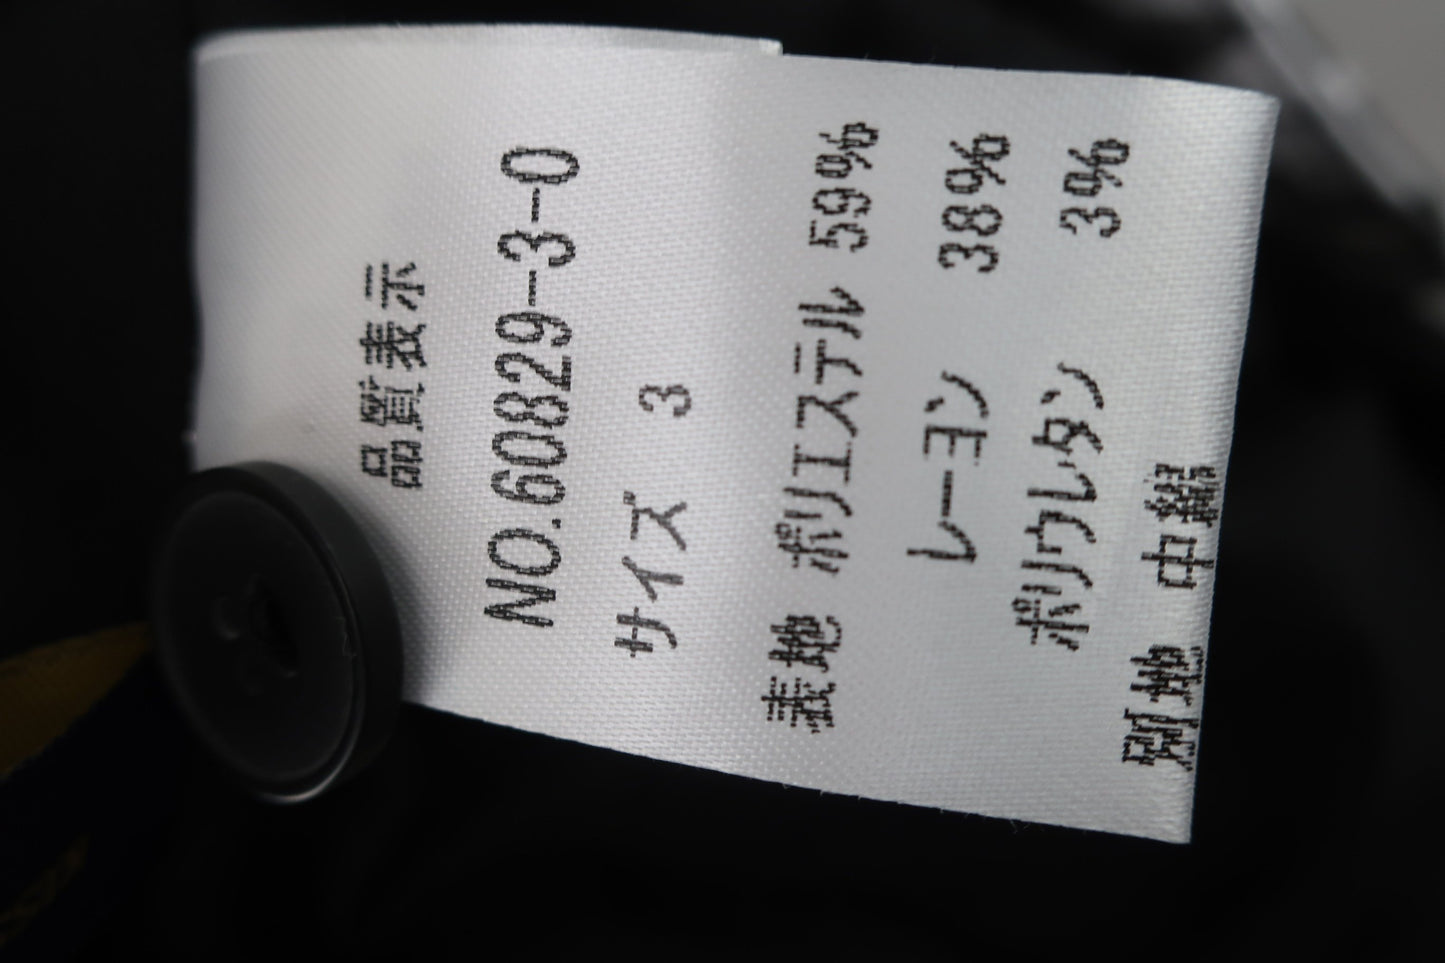 品質表示
NO.60829-3-0
サイズ 3
表地 ポリエステル 59%
レーヨン 38%
ポリウレタン 3%
別地 中綿